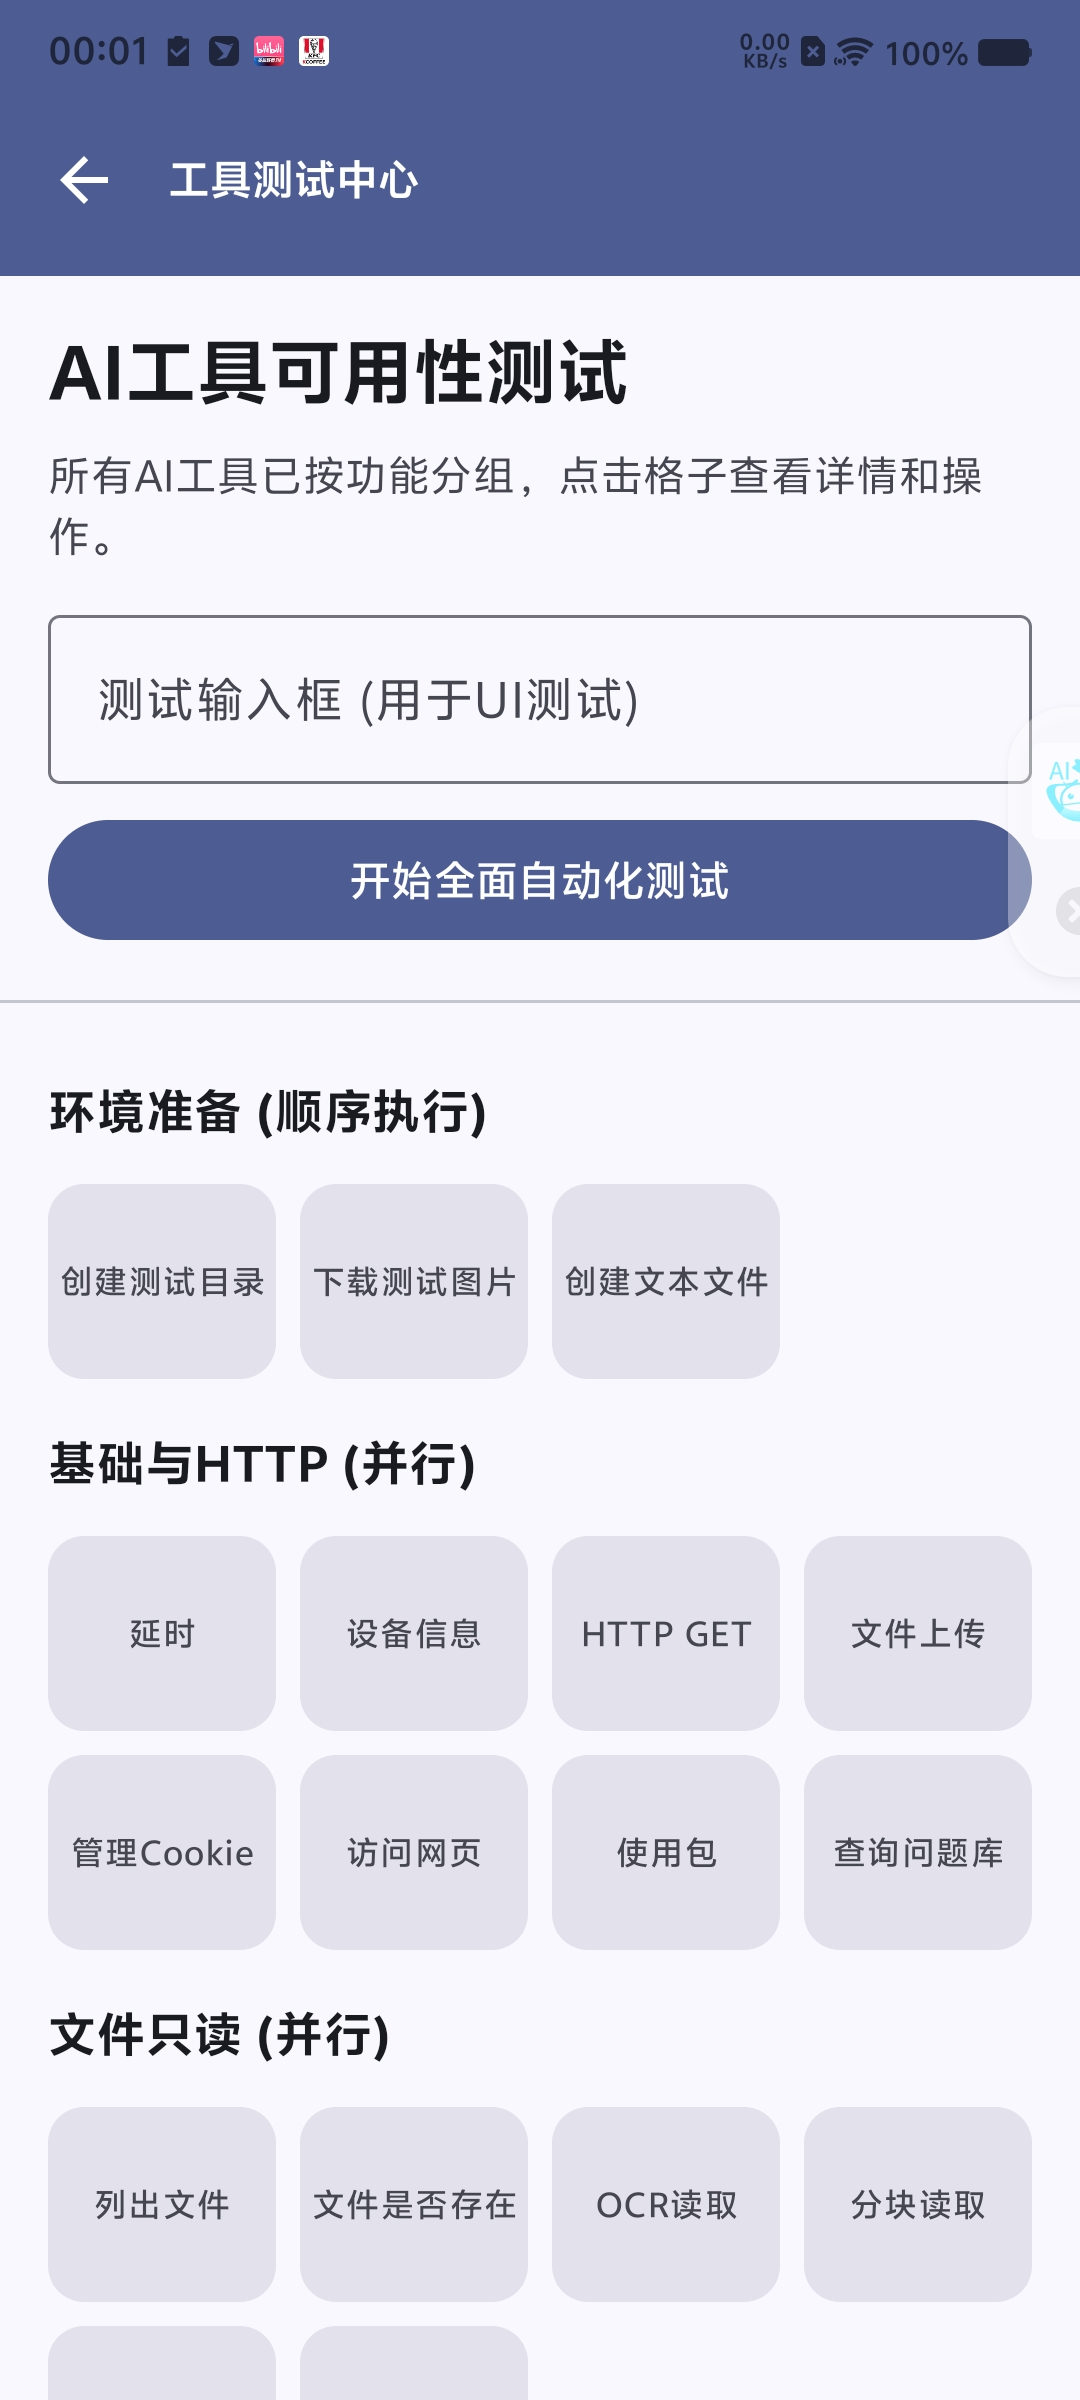 00:01
bilibili
0.00
KB/s
100%
工具测试中心
AI工具可用性测试
所有AI工具已按功能分组，点击格子查看详情和操
作。
测试输入框 (用于UI测试)
AI
开始全面自动化测试
环境准备 (顺序执行)
创建测试目录
下载测试图片
创建文本文件
基础与HTTP (并行)
延时
设备信息
HTTP GET
文件上传
管理Cookie
访问网页
使用包
查询问题库
文件只读 (并行)
列出文件
文件是否存在
OCR读取
分块读取